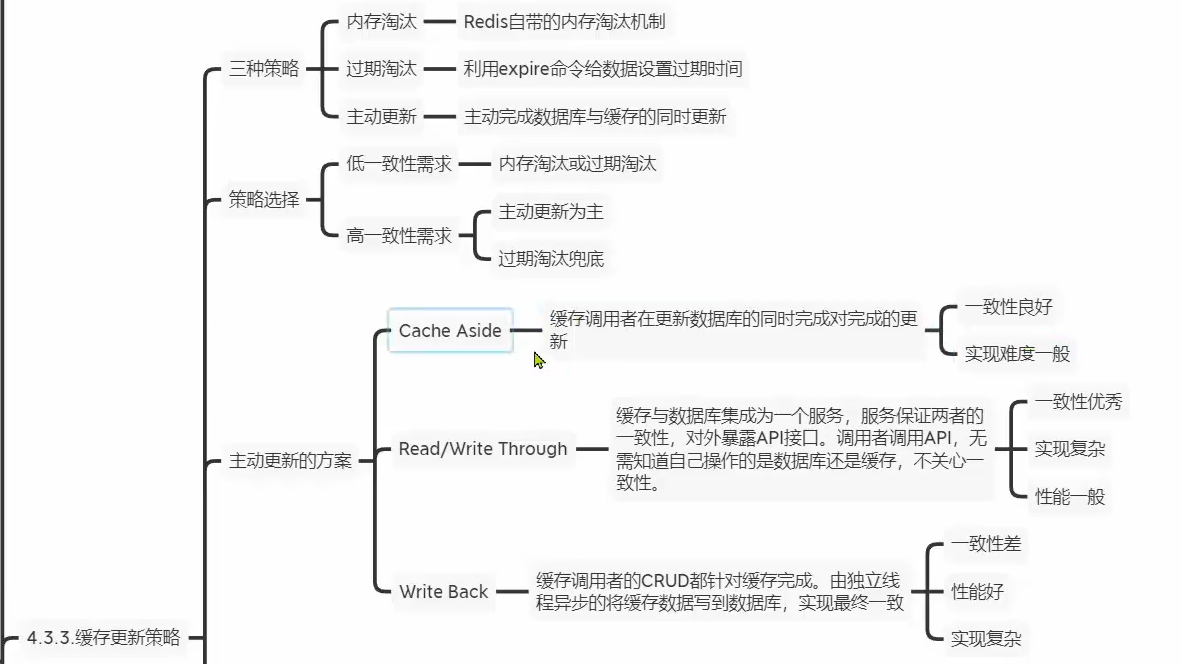 三种策略
内存淘汰
Redis自带的内存淘汰机制
过期淘汰
利用expire命令给数据设置过期时间
主动更新
主动完成数据库与缓存的同时更新
策略选择
低一致性需求
内存淘汰或过期淘汰
高一致性需求
主动更新为主
过期淘汰兜底
主动更新的方案
Cache Aside
缓存调用者在更新数据库的同时完成对完成的更
新
一致性良好
实现难度一般
Read/Write Through
缓存与数据库集成为一个服务，服务保证两者的
一致性，对外暴露API接口。调用者调用API，无
需知道自己操作的是数据库还是缓存，不关心一
致性。
一致性优秀
实现复杂
性能一般
Write Back
缓存调用者的CRUD都针对缓存完成。由独立线
程异步的将缓存数据写到数据库，实现最终一致
一致性差
性能好
实现复杂
4.3.3.缓存更新策略